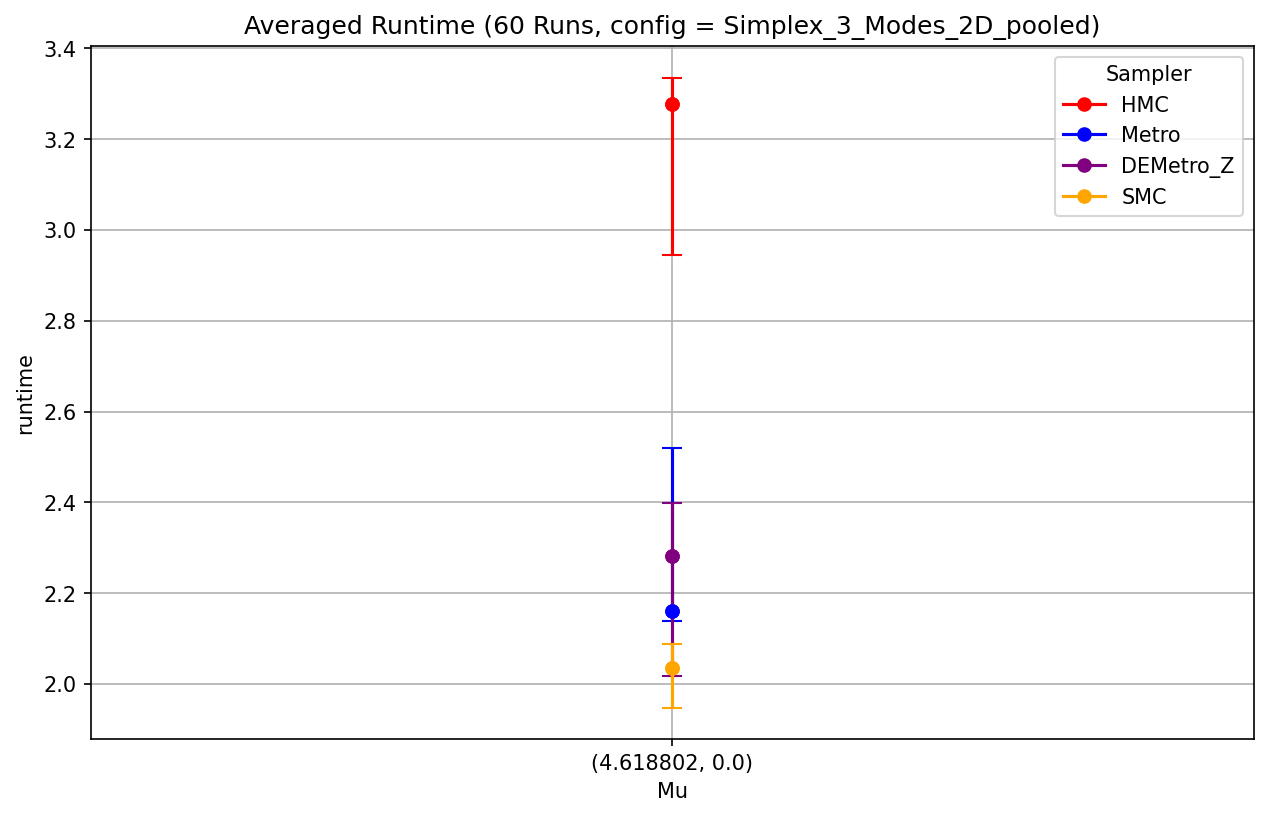 Averaged Runtime (60 Runs, config = Simplex_3_Modes_2D_pooled)
3.4
3.2
3.0
2.8
2.6
2.4
2.2
2.0
runtime
Sampler
HMC
Metro
DEMetro_Z
SMC
(4.618802, 0.0)
Mu